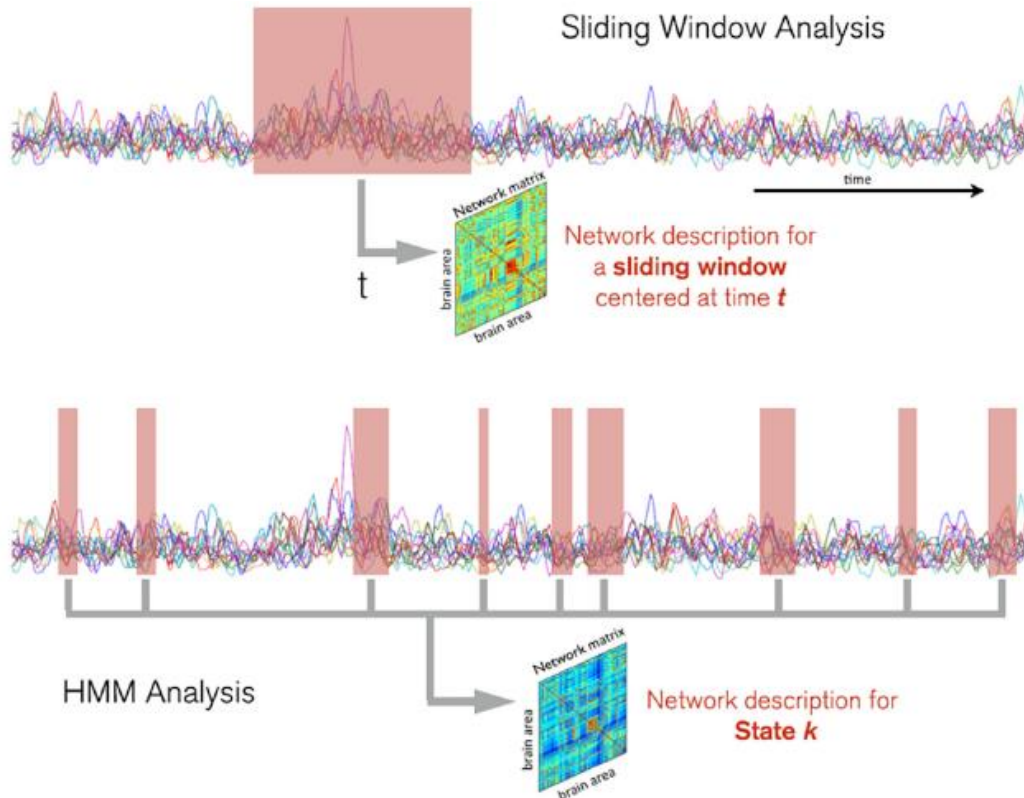 Sliding Window Analysis
time
Network matrix
brain area
brain area
t
Network description for
a sliding window
centered at time t
HMM Analysis
Network matrix
brain area
brain area
Network description for
State k